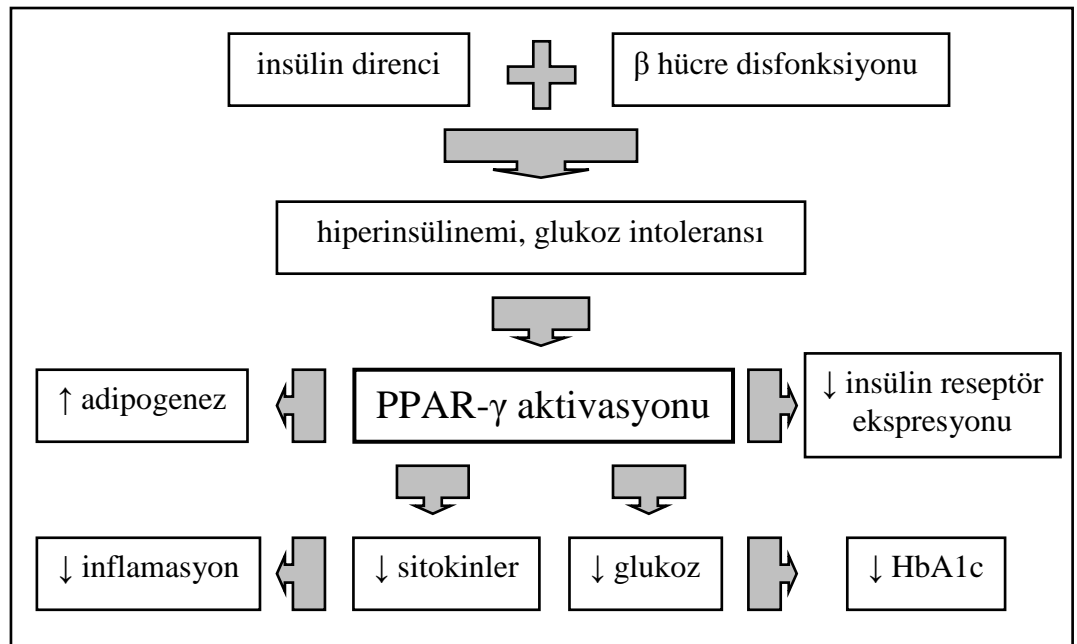 insülin direnci
β hücre disfonksiyonu
hiperinsülinemi, glukoz intoleransı
↑ adipogenez
PPAR-γ aktivasyonu
↓ insülin reseptör
ekspresyonu
↓ inflamasyon
↓ sitokinler
↓ glukoz
↓ HbA1c